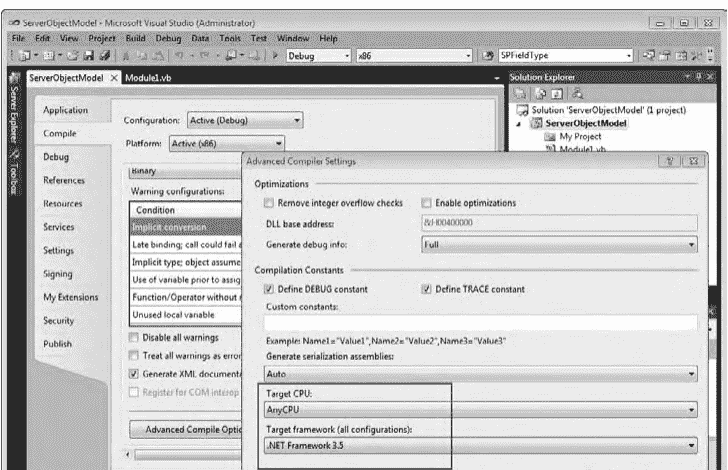 ServerObjectModel - Microsoft Visual Studio (Administrator)
File Edit View Project Build Debug Data Tools Test Window Help
Debug x86 SPFieldType
ServerObjectModel Module1.vb
Solution Explorer
Server Explorer
Toolbox
Solution 'ServerObjectModel' (1 project)
ServerObjectModel
My Project
Module1.vb
Application
Compile
Debug
References
Resources
Services
Settings
Signing
My Extensions
Security
Publish
Configuration: Active (Debug)
Platform: Active (x86)
Binary
Warning configurations:
Condition
Implicit conversion
Late binding; call could fail a
Implicit type; object assume
Use of variable prior to assig
Function/Operator without
Unused local variable
Disable all warnings
Treat all warnings as error
Generate XML document
Register for COM interop
Advanced Compile Optio
Advanced Compiler Settings
Optimizations
Remove integer overflow checks Enable optimizations
DLL base address: &H00400000
Generate debug info: Full
Compilation Constants
Define DEBUG constant Define TRACE constant
Custom constants:
Example: Name1="Value1",Name2="Value2",Name3="Value3"
Generate serialization assemblies:
Auto
Target CPU:
AnyCPU
Target framework (all configurations):
.NET Framework 3.5